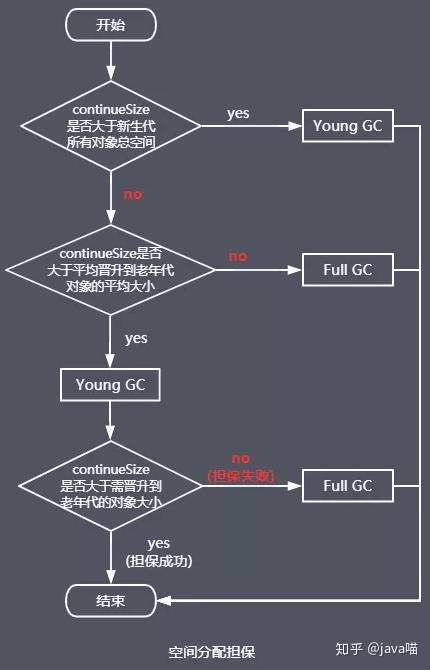 开始
continueSize
是否大于新生代
所有对象总空间
yes
Young GC
no
continueSize是否
大于平均晋升到老年代
对象的平均大小
no
Full GC
yes
Young GC
continueSize
是否大于需晋升到
老年代的对象大小
no
(担保失败)
Full GC
yes
(担保成功)
结束
空间分配担保
知乎 @java喵